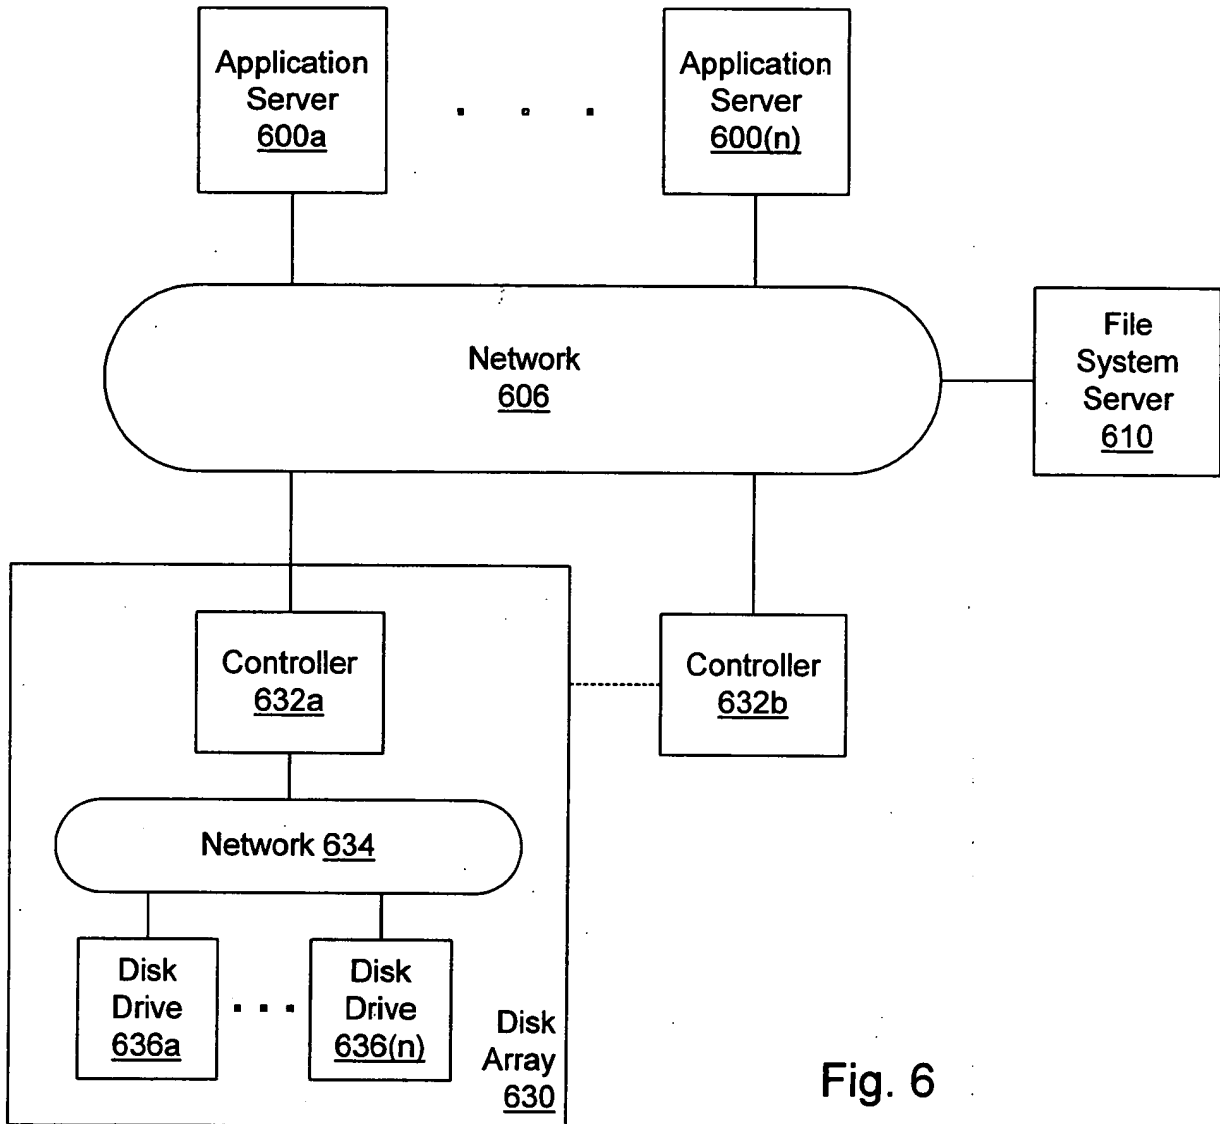 Application
Server
600a
Application
Server
600(n)
Network
606
File
System
Server
610
Controller
632a
Controller
632b
Network 634
Disk
Drive
636a
Disk
Drive
636(n)
Disk
Array
630
Fig. 6